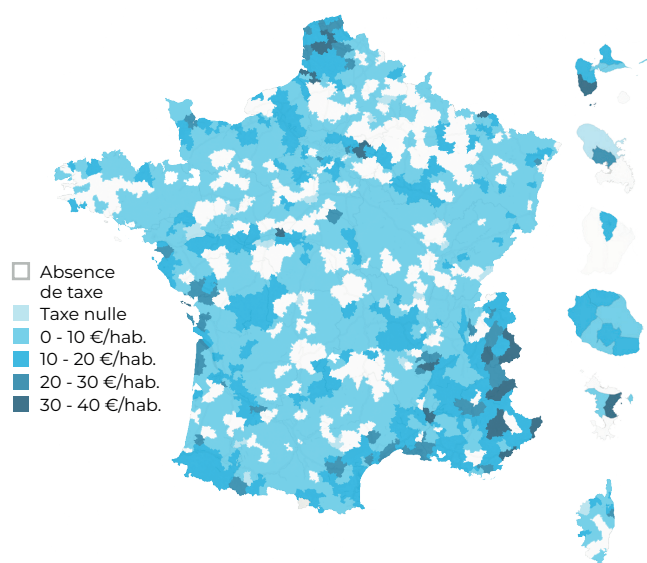 Absence
de taxe
Taxe nulle
0 - 10 €/hab.
10 - 20 €/hab.
20 - 30 €/hab.
30 - 40 €/hab.